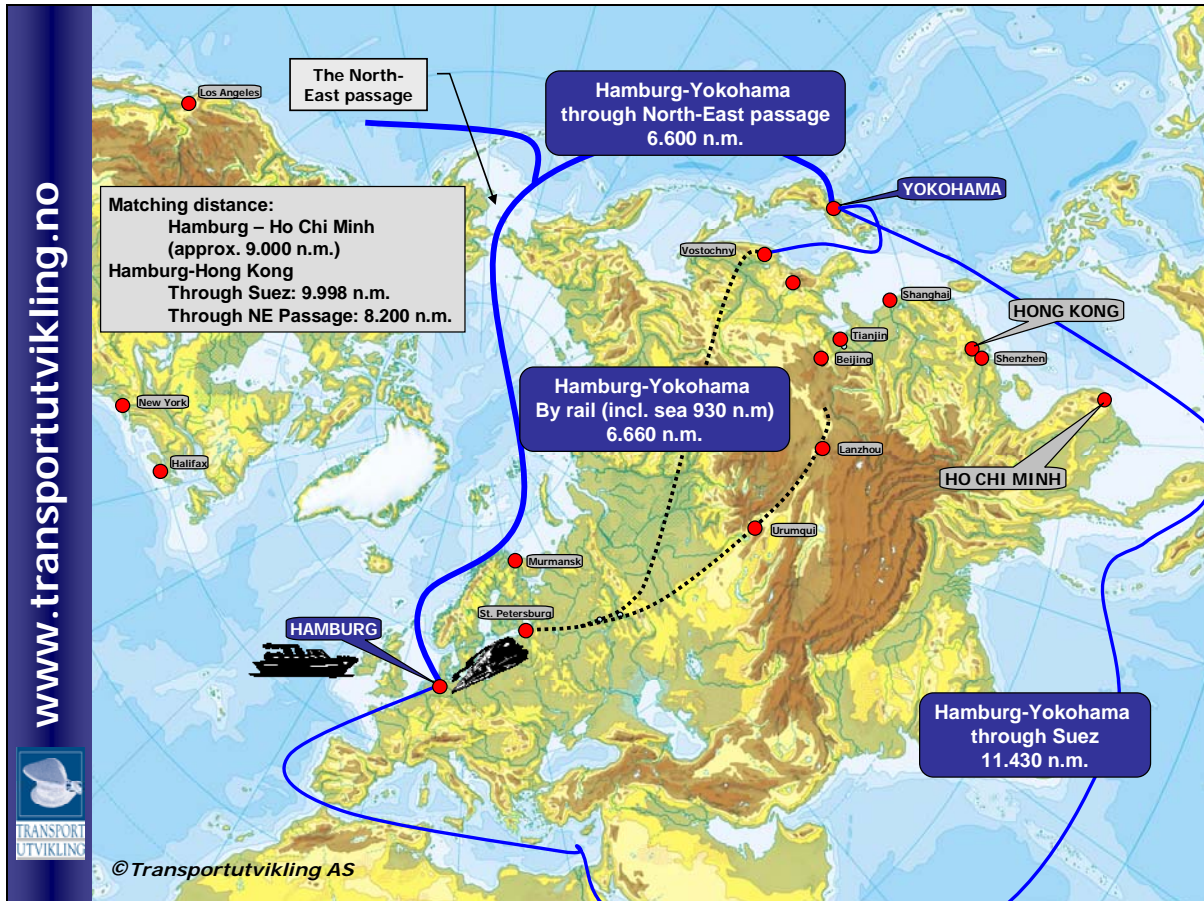 www.transportutvikling.no
TRANSPORT
UTVIKLING
The North-
East passage
Hamburg-Yokohama
through North-East passage
6.600 n.m.
Los Angeles
YOKOHAMA
Matching distance:
Hamburg – Ho Chi Minh
(approx. 9.000 n.m.)
Hamburg-Hong Kong
Through Suez: 9.998 n.m.
Through NE Passage: 8.200 n.m.
Vostochny
Shanghai
HONG KONG
Tianjin
Beijing
Shenzhen
Hamburg-Yokohama
By rail (incl. sea 930 n.m)
6.660 n.m.
New York
Halifax
Lanzhou
HO CHI MINH
Urumqui
Murmansk
St. Petersburg
HAMBURG
Hamburg-Yokohama
through Suez
11.430 n.m.
©Transportutvikling AS